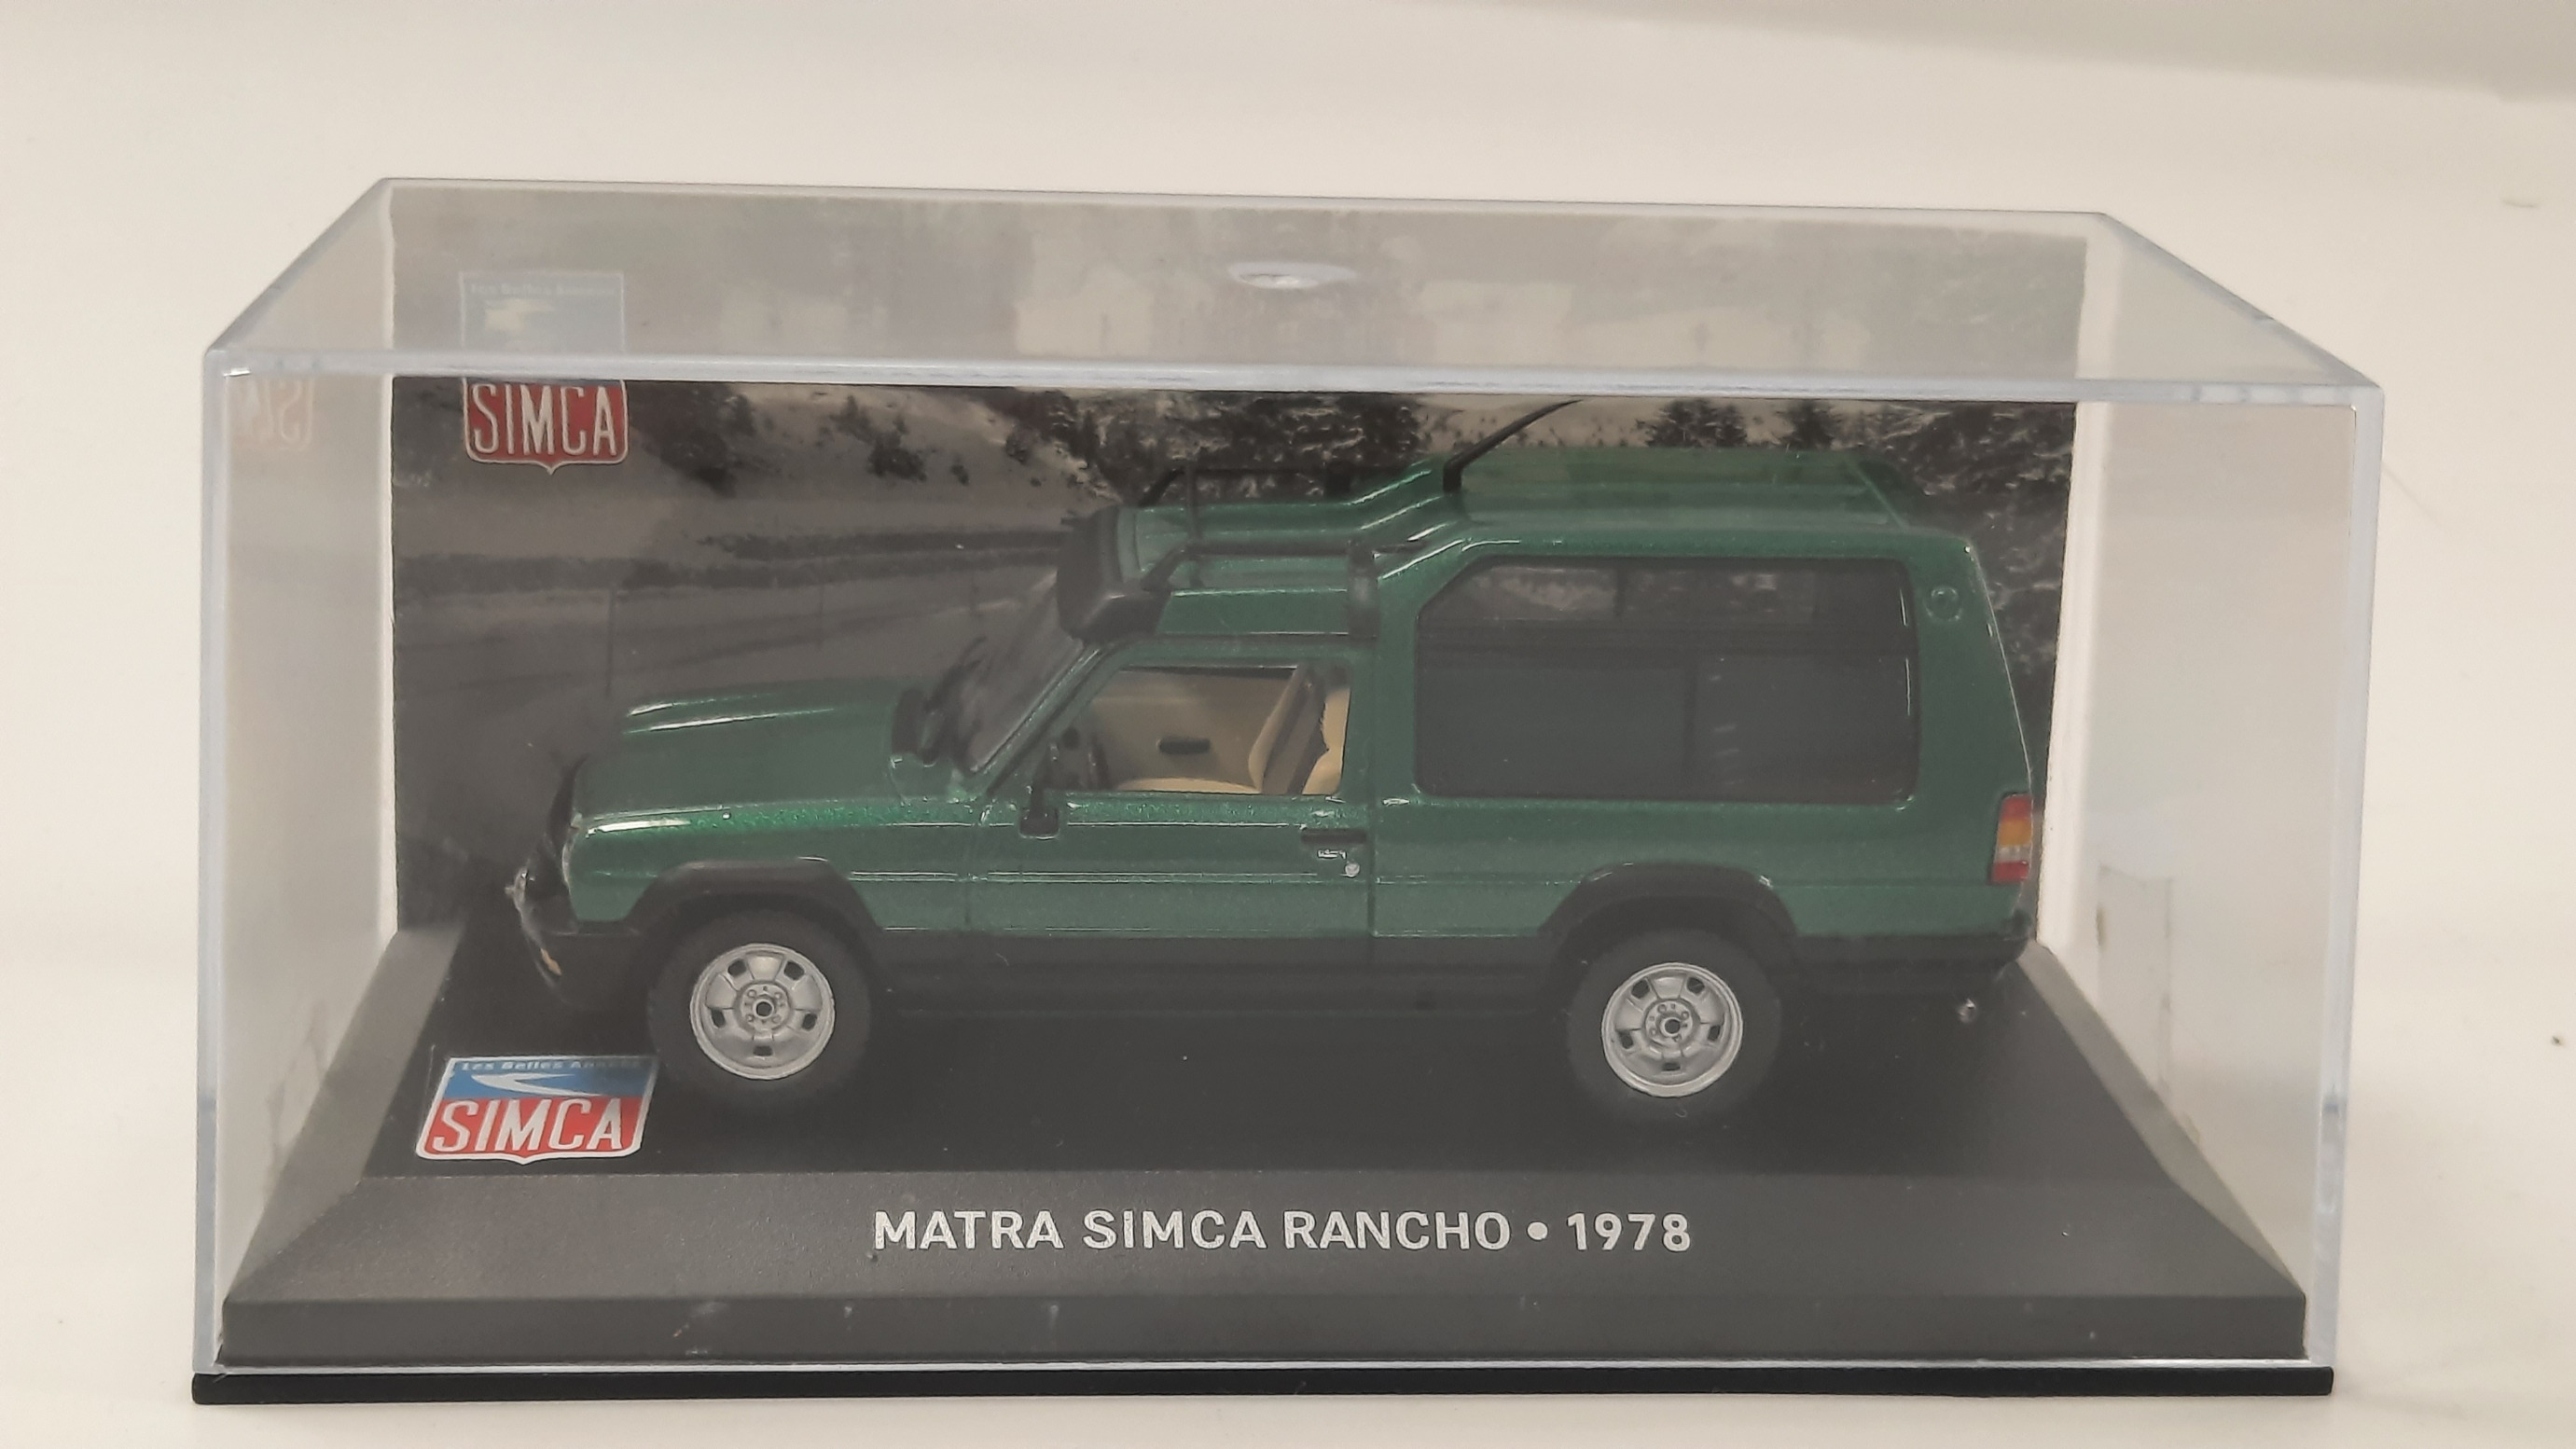 SIMCA
Les Belles Années
SIMCA
MATRA SIMCA RANCHO • 1978